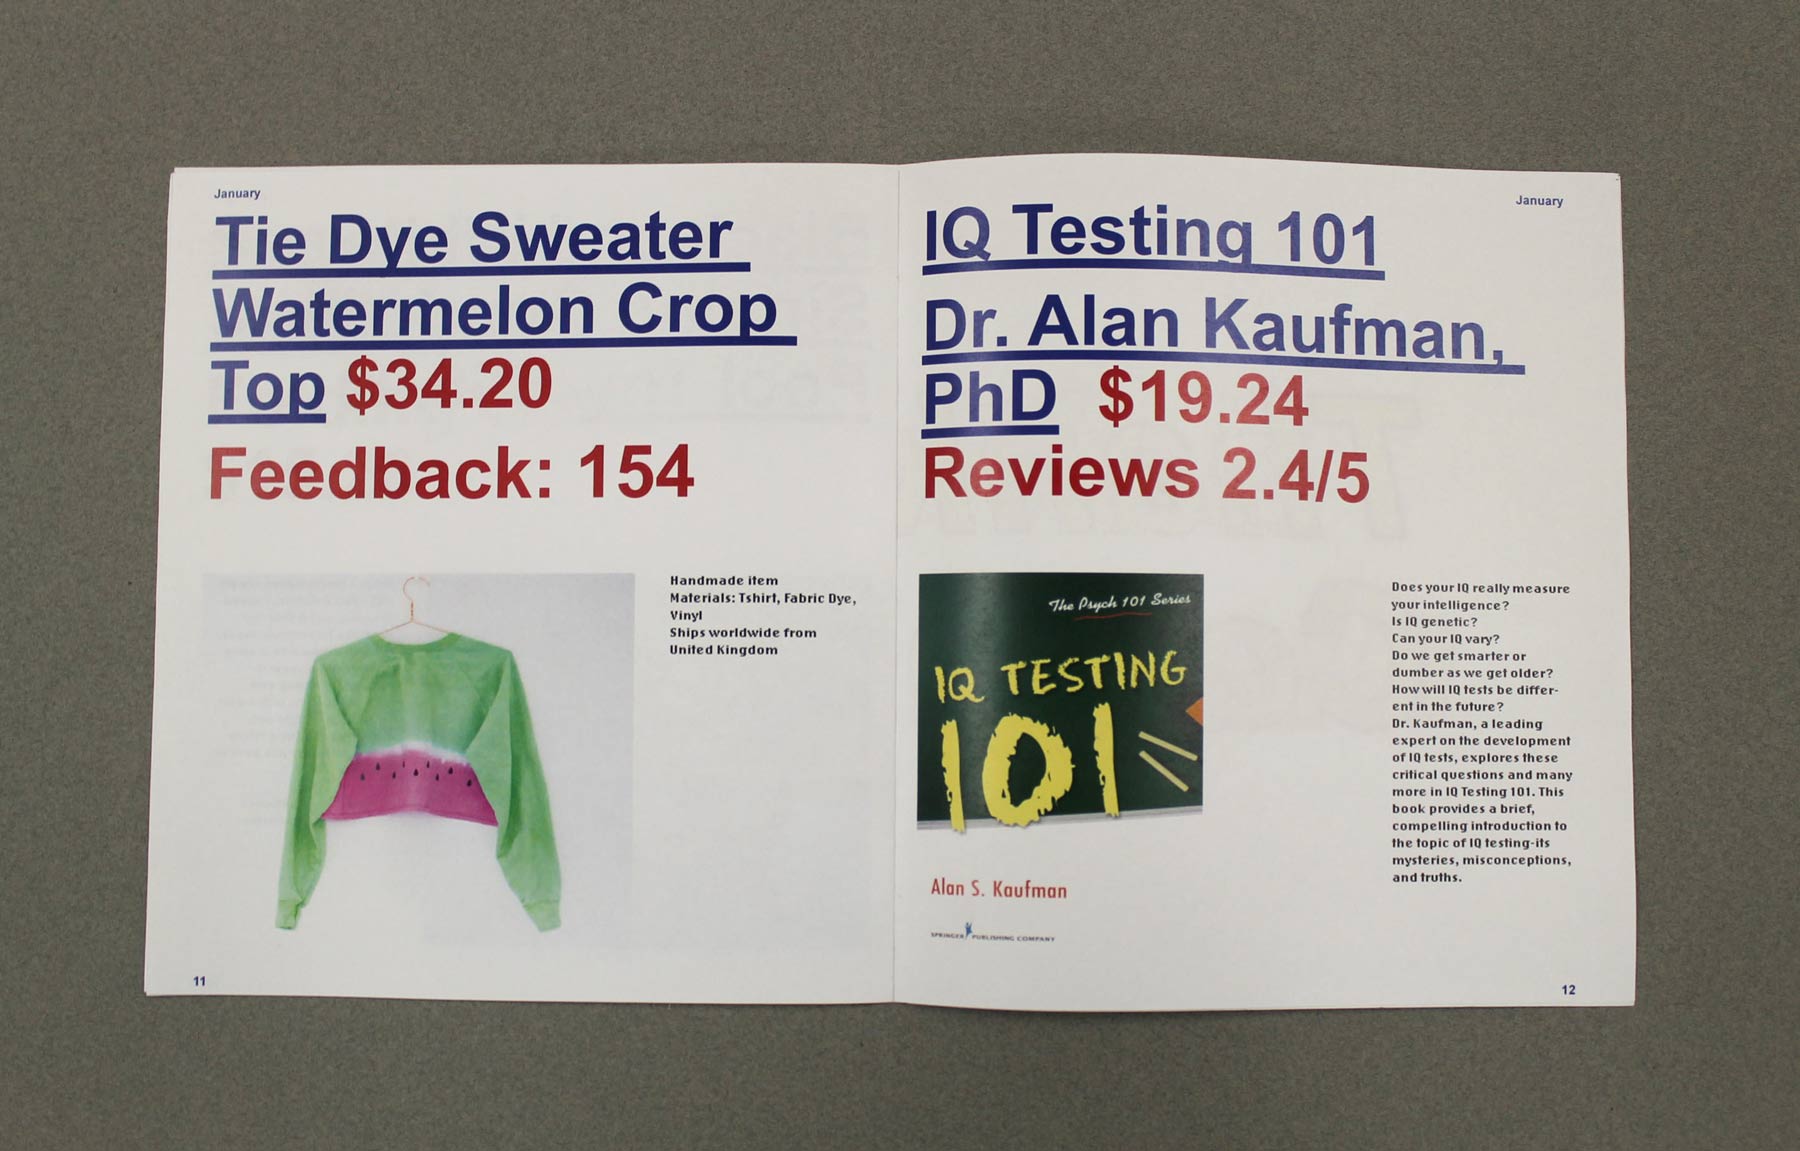 January
Tie Dye Sweater
Watermelon Crop
Top $34.20
Feedback: 154
Handmade item
Materials: Tshirt, Fabric Dye,
Vinyl
Ships worldwide from
United Kingdom
11
January
IQ Testing 101
Dr. Alan Kaufman,
PhD $19.24
Reviews 2.4/5
The Psych 101 Series
IQ TESTING
101
Alan S. Kaufman
SPRINGER PUBLISHING COMPANY
Does your IQ really measure
your intelligence?
Is IQ genetic?
Can your IQ vary?
Do we get smarter or
dumber as we get older?
How will IQ tests be differ-
ent in the future?
Dr. Kaufman, a leading
expert on the development
of IQ tests, explores these
critical questions and many
more in IQ Testing 101. This
book provides a brief,
compelling introduction to
the topic of IQ testing-its
mysteries, misconceptions,
and truths.
12